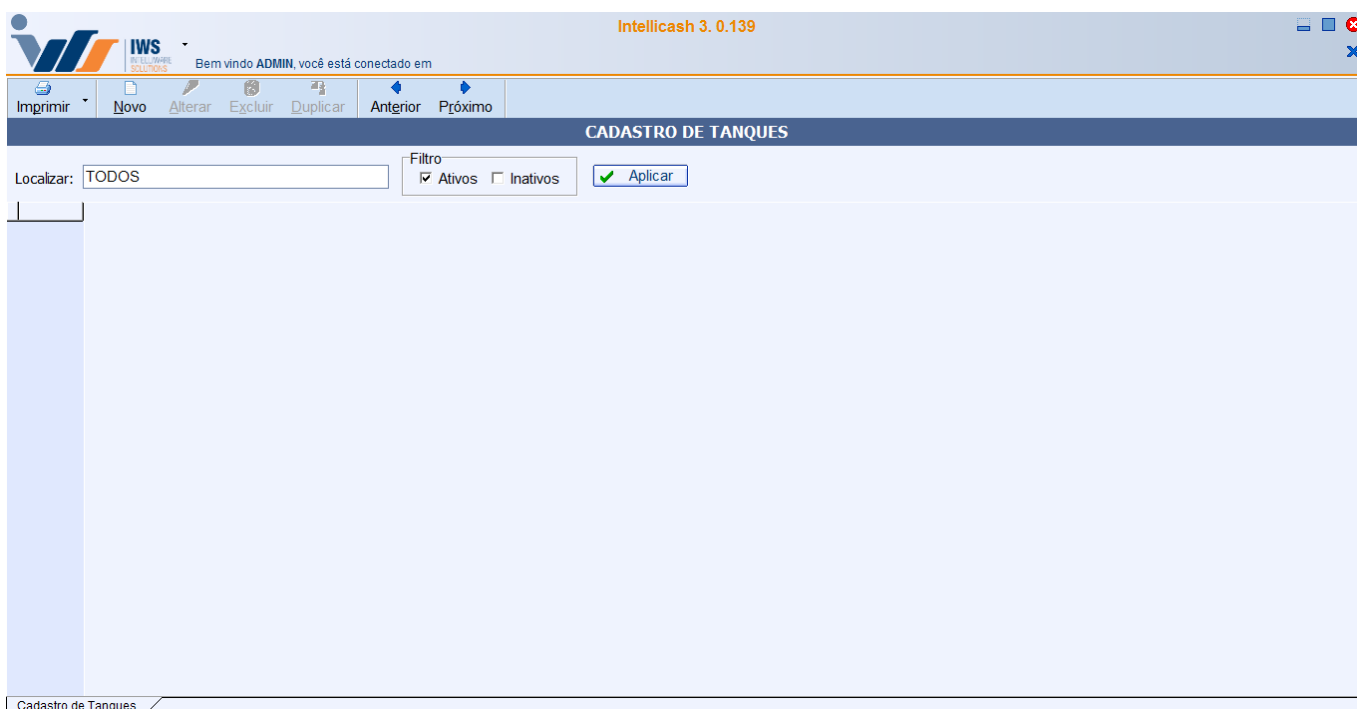 Intellicash 3. 0.139
IWS
INTELLIWARE
SOLUTIONS
Bem vindo ADMIN, você está conectado em
Imprimir Novo Alterar Excluir Duplicar Anterior Próximo
CADASTRO DE TANQUES
Filtro
Localizar: TODOS Ativos Inativos Aplicar
Cadastro de Tanques